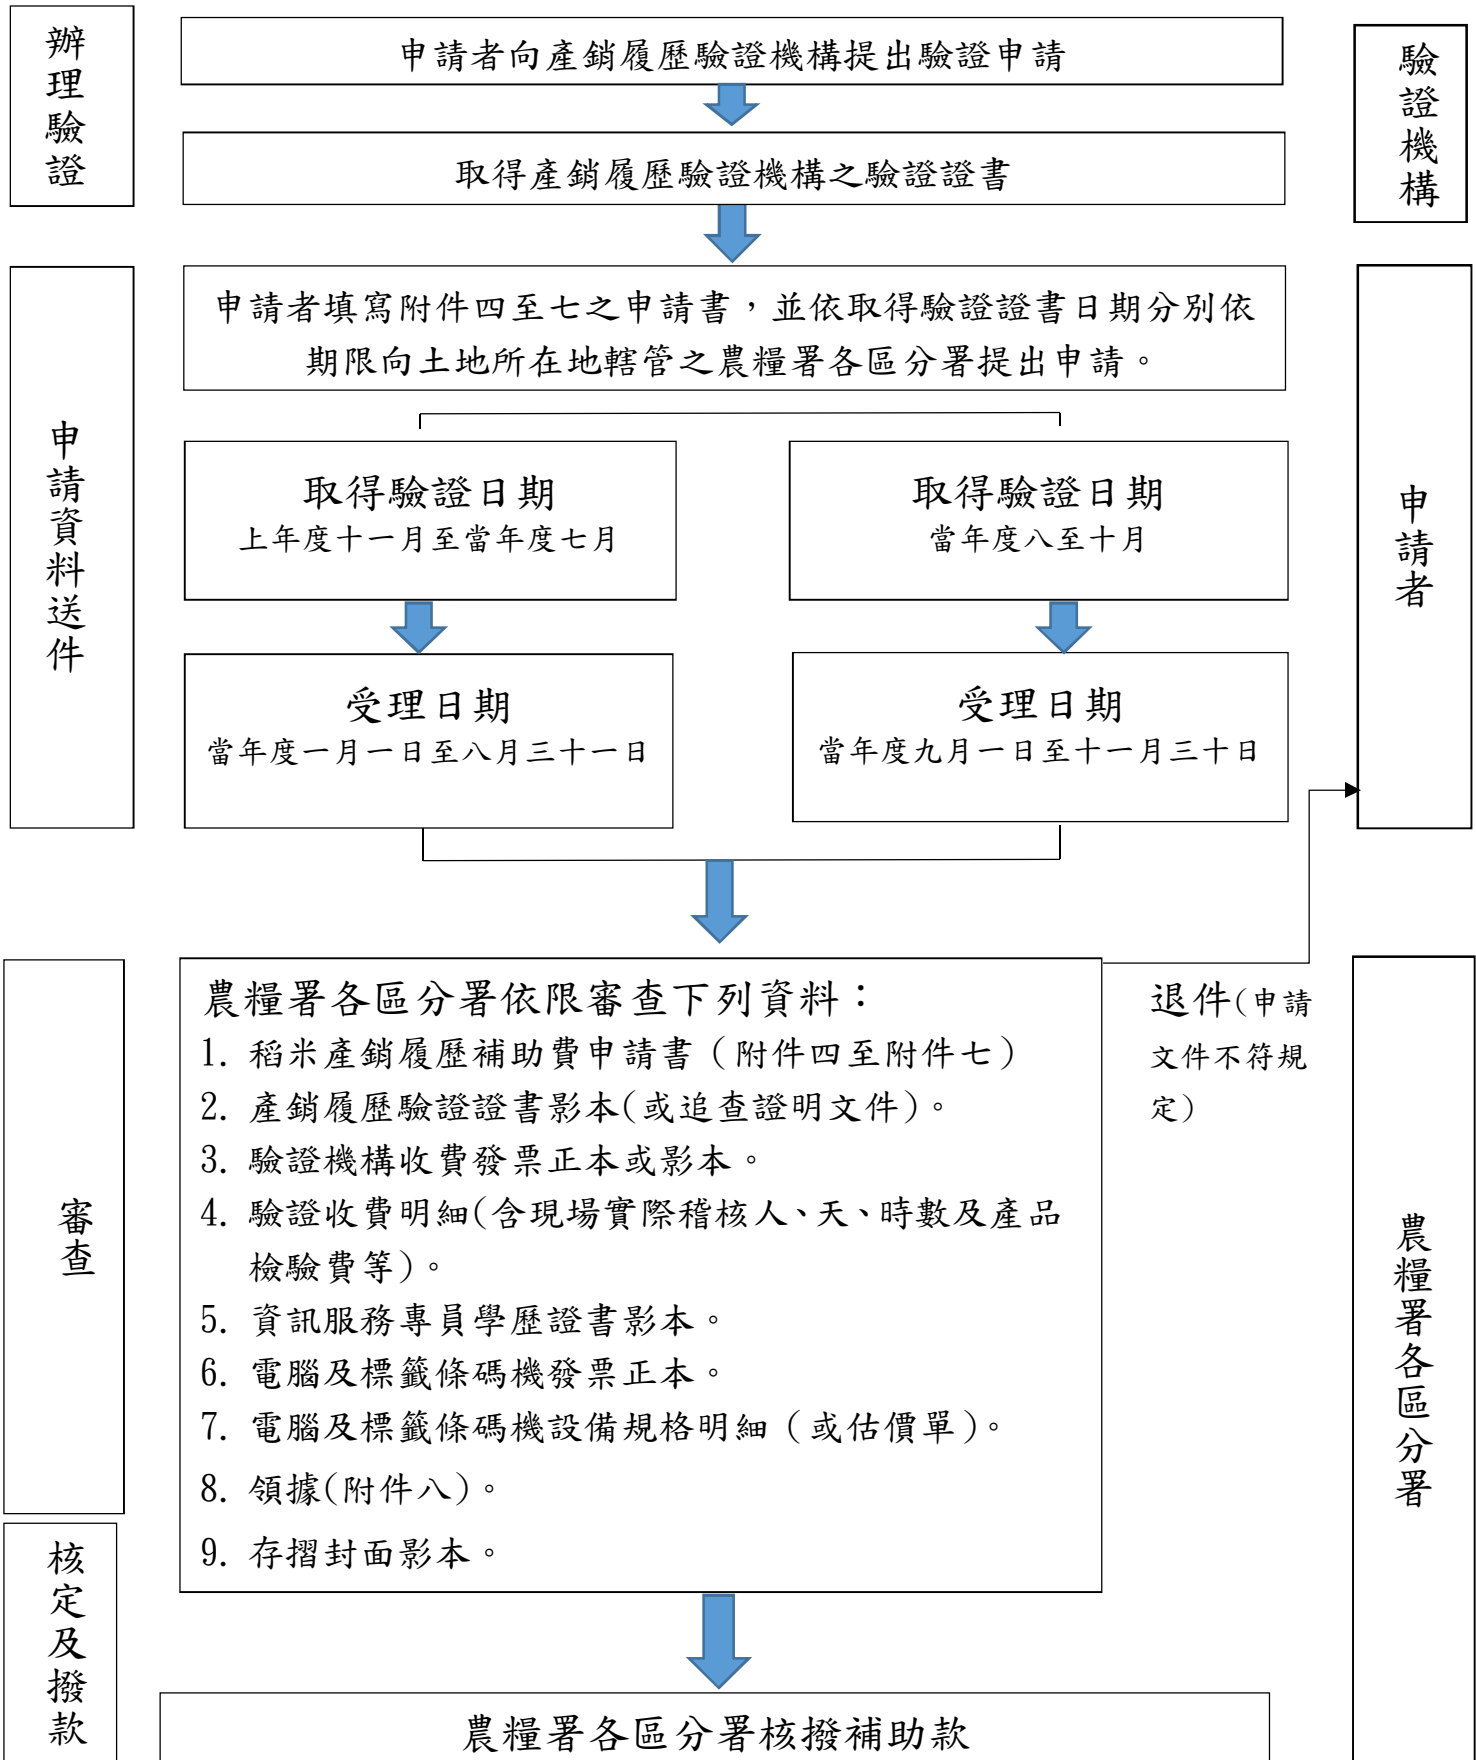 辦理驗證
申請者向產銷履歷驗證機構提出驗證申請
取得產銷履歷驗證機構之驗證證書
驗證機構
申請資料送件
申請者填寫附件四至七之申請書，並依取得驗證證書日期分別依
期限向土地所在地轄管之農糧署各區分署提出申請。
取得驗證日期
上年度十一月至當年度七月
取得驗證日期
當年度八至十月
受理日期
當年度一月一日至八月三十一日
受理日期
當年度九月一日至十一月三十日
申請者
審查
農糧署各區分署依限審查下列資料：
1. 稻米產銷履歷補助費申請書（附件四至附件七）
2. 產銷履歷驗證證書影本(或追查證明文件)。
3. 驗證機構收費發票正本或影本。
4. 驗證收費明細(含現場實際稽核人、天、時數及產品
檢驗費等)。
5. 資訊服務專員學歷證書影本。
6. 電腦及標籤條碼機發票正本。
7. 電腦及標籤條碼機設備規格明細（或估價單）。
8. 領據(附件八)。
9. 存摺封面影本。
退件(申請
文件不符規
定)
農糧署各區分署
核定及撥款
農糧署各區分署核撥補助款